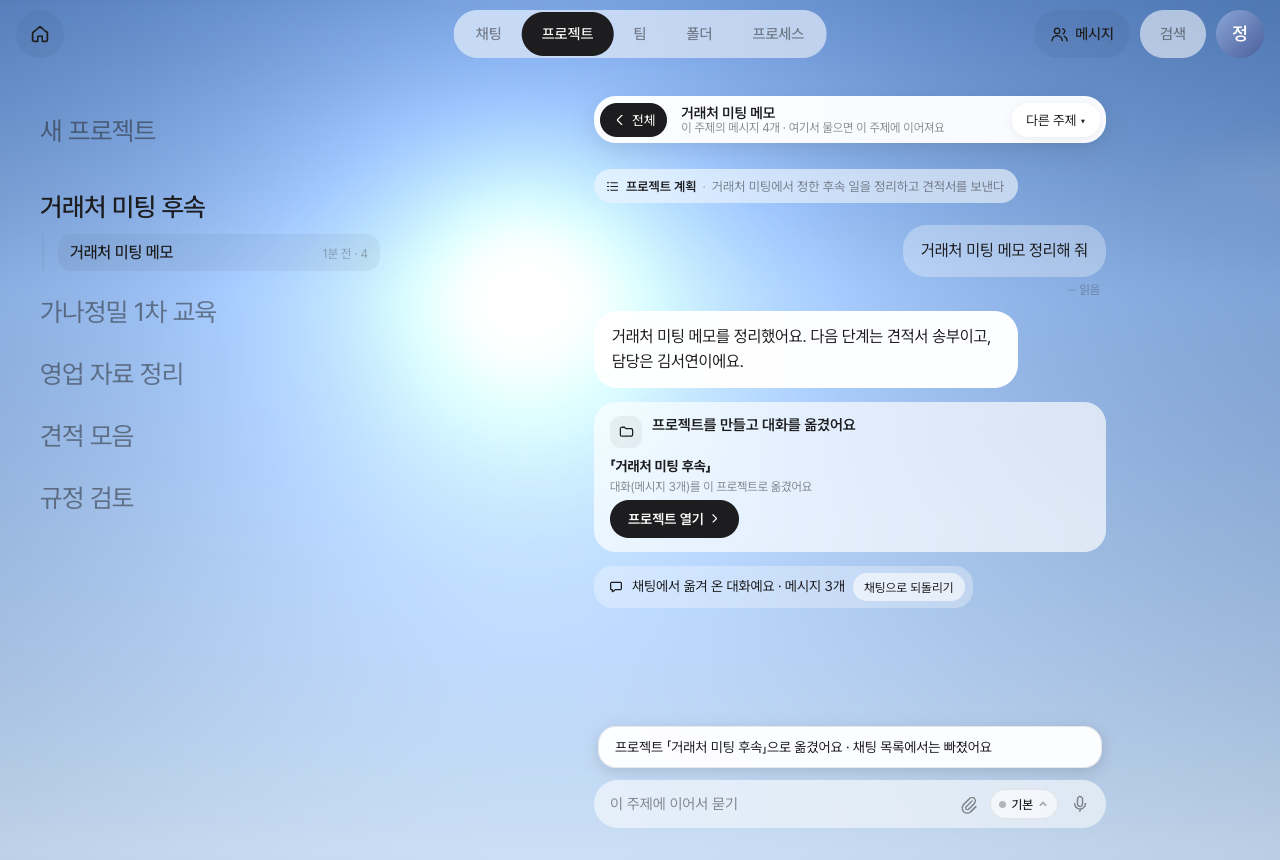 채팅
프로젝트
팀
폴더
프로세스
메시지
검색
정
새 프로젝트
거래처 미팅 후속
거래처 미팅 메모
1분 전 · 4
가나정밀 1차 교육
영업 자료 정리
견적 모음
규정 검토
전체
거래처 미팅 메모
이 주제의 메시지 4개 · 여기서 물으면 이 주제에 이어져요
다른 주제
프로젝트 계획 · 거래처 미팅에서 정한 후속 일을 정리하고 견적서를 보낸다
거래처 미팅 메모 정리해 줘
··· 읽음
거래처 미팅 메모를 정리했어요. 다음 단계는 견적서 송부이고,
담당은 김서연이에요.
프로젝트를 만들고 대화를 옮겼어요
「거래처 미팅 후속」
대화(메시지 3개)를 이 프로젝트로 옮겼어요
프로젝트 열기
채팅에서 옮겨 온 대화예요 · 메시지 3개
채팅으로 되돌리기
프로젝트 「거래처 미팅 후속」으로 옮겼어요 · 채팅 목록에서는 빠졌어요
이 주제에 이어서 묻기
기본